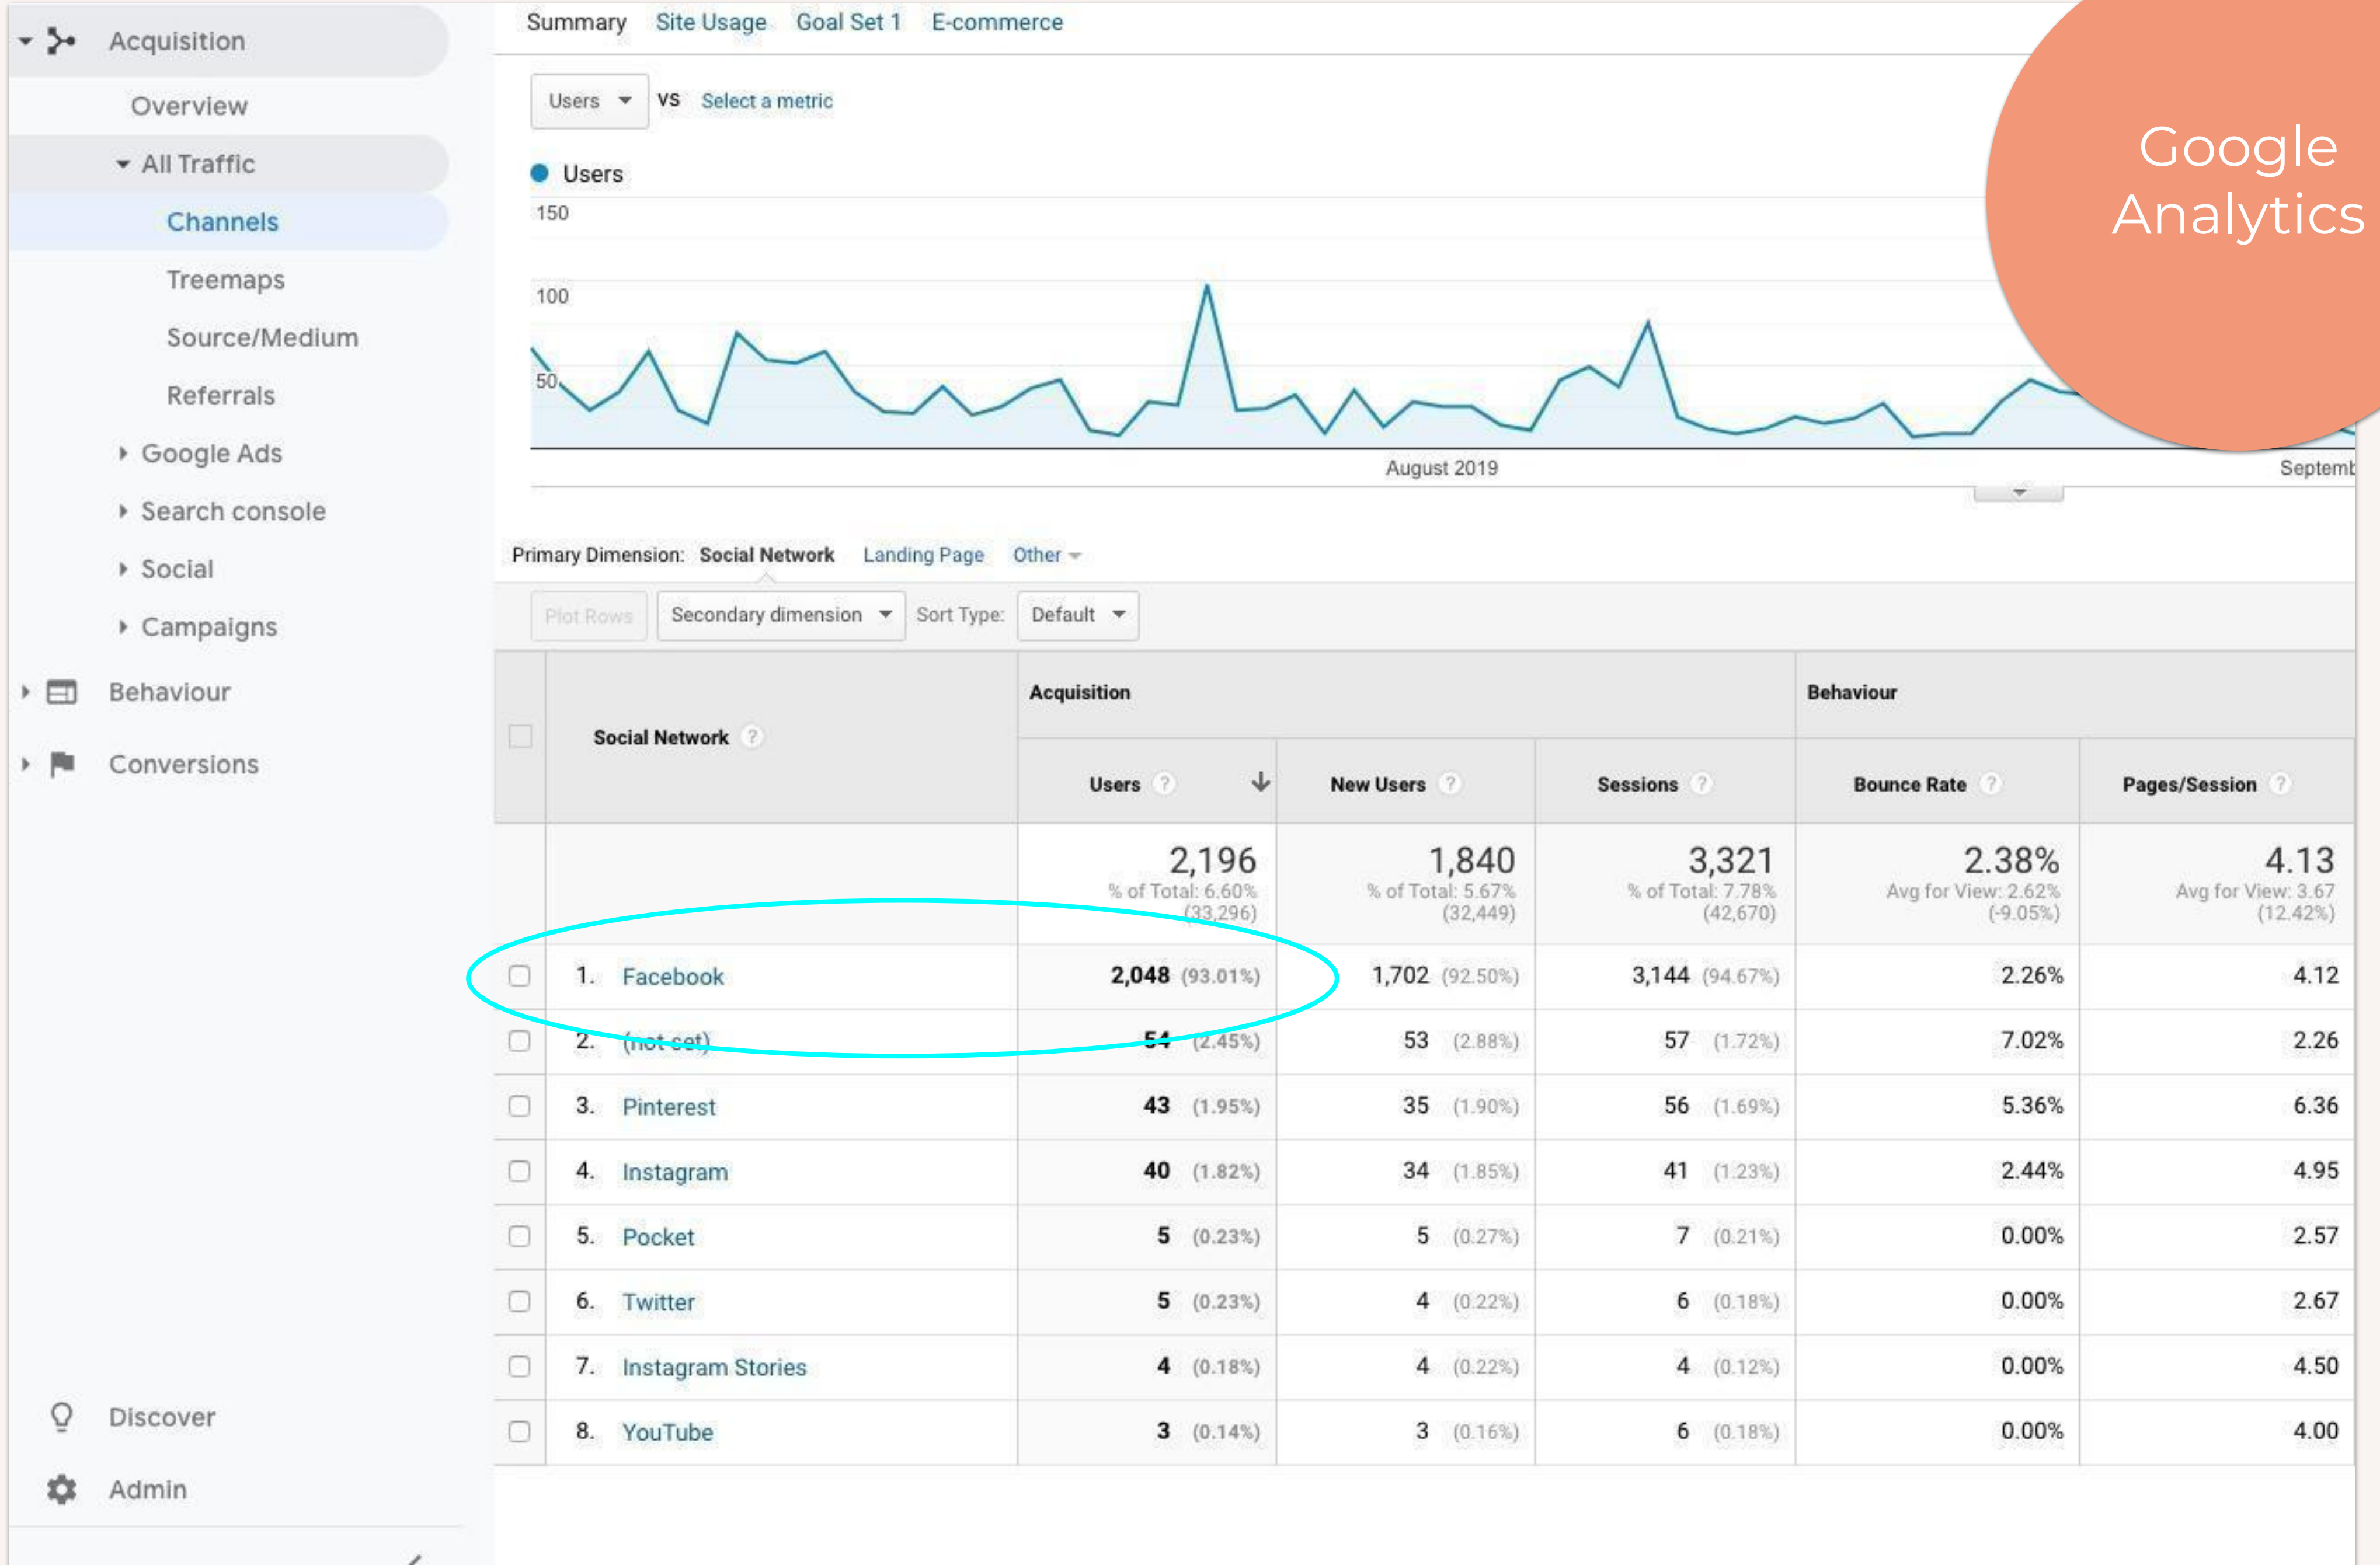 Acquisition
Overview
All Traffic
Channels
Treemaps
Source/Medium
Referrals
Google Ads
Search console
Social
Campaigns
Behaviour
Conversions
Discover
Admin
Summary Site Usage Goal Set 1 E-commerce
Users VS Select a metric
Users
150
100
50
August 2019 Septemb
Google
Analytics
Primary Dimension: Social Network Landing Page Other
Plot Rows Secondary dimension Sort Type: Default
Social Network ? Acquisition Behaviour
Users ? New Users ? Sessions ? Bounce Rate ? Pages/Session ?
2,196 1,840 3,321 2.38% 4.13
% of Total: 6.60% % of Total: 5.67% % of Total: 7.78% Avg for View: 2.62% Avg for View: 3.67
(33,296) (32,449) (42,670) (-9.05%) (12.42%)
1. Facebook 2,048 (93.01%) 1,702 (92.50%) 3,144 (94.67%) 2.26% 4.12
2. (not set) 54 (2.45%) 53 (2.88%) 57 (1.72%) 7.02% 2.26
3. Pinterest 43 (1.95%) 35 (1.90%) 56 (1.69%) 5.36% 6.36
4. Instagram 40 (1.82%) 34 (1.85%) 41 (1.23%) 2.44% 4.95
5. Pocket 5 (0.23%) 5 (0.27%) 7 (0.21%) 0.00% 2.57
6. Twitter 5 (0.23%) 4 (0.22%) 6 (0.18%) 0.00% 2.67
7. Instagram Stories 4 (0.18%) 4 (0.22%) 4 (0.12%) 0.00% 4.50
8. YouTube 3 (0.14%) 3 (0.16%) 6 (0.18%) 0.00% 4.00